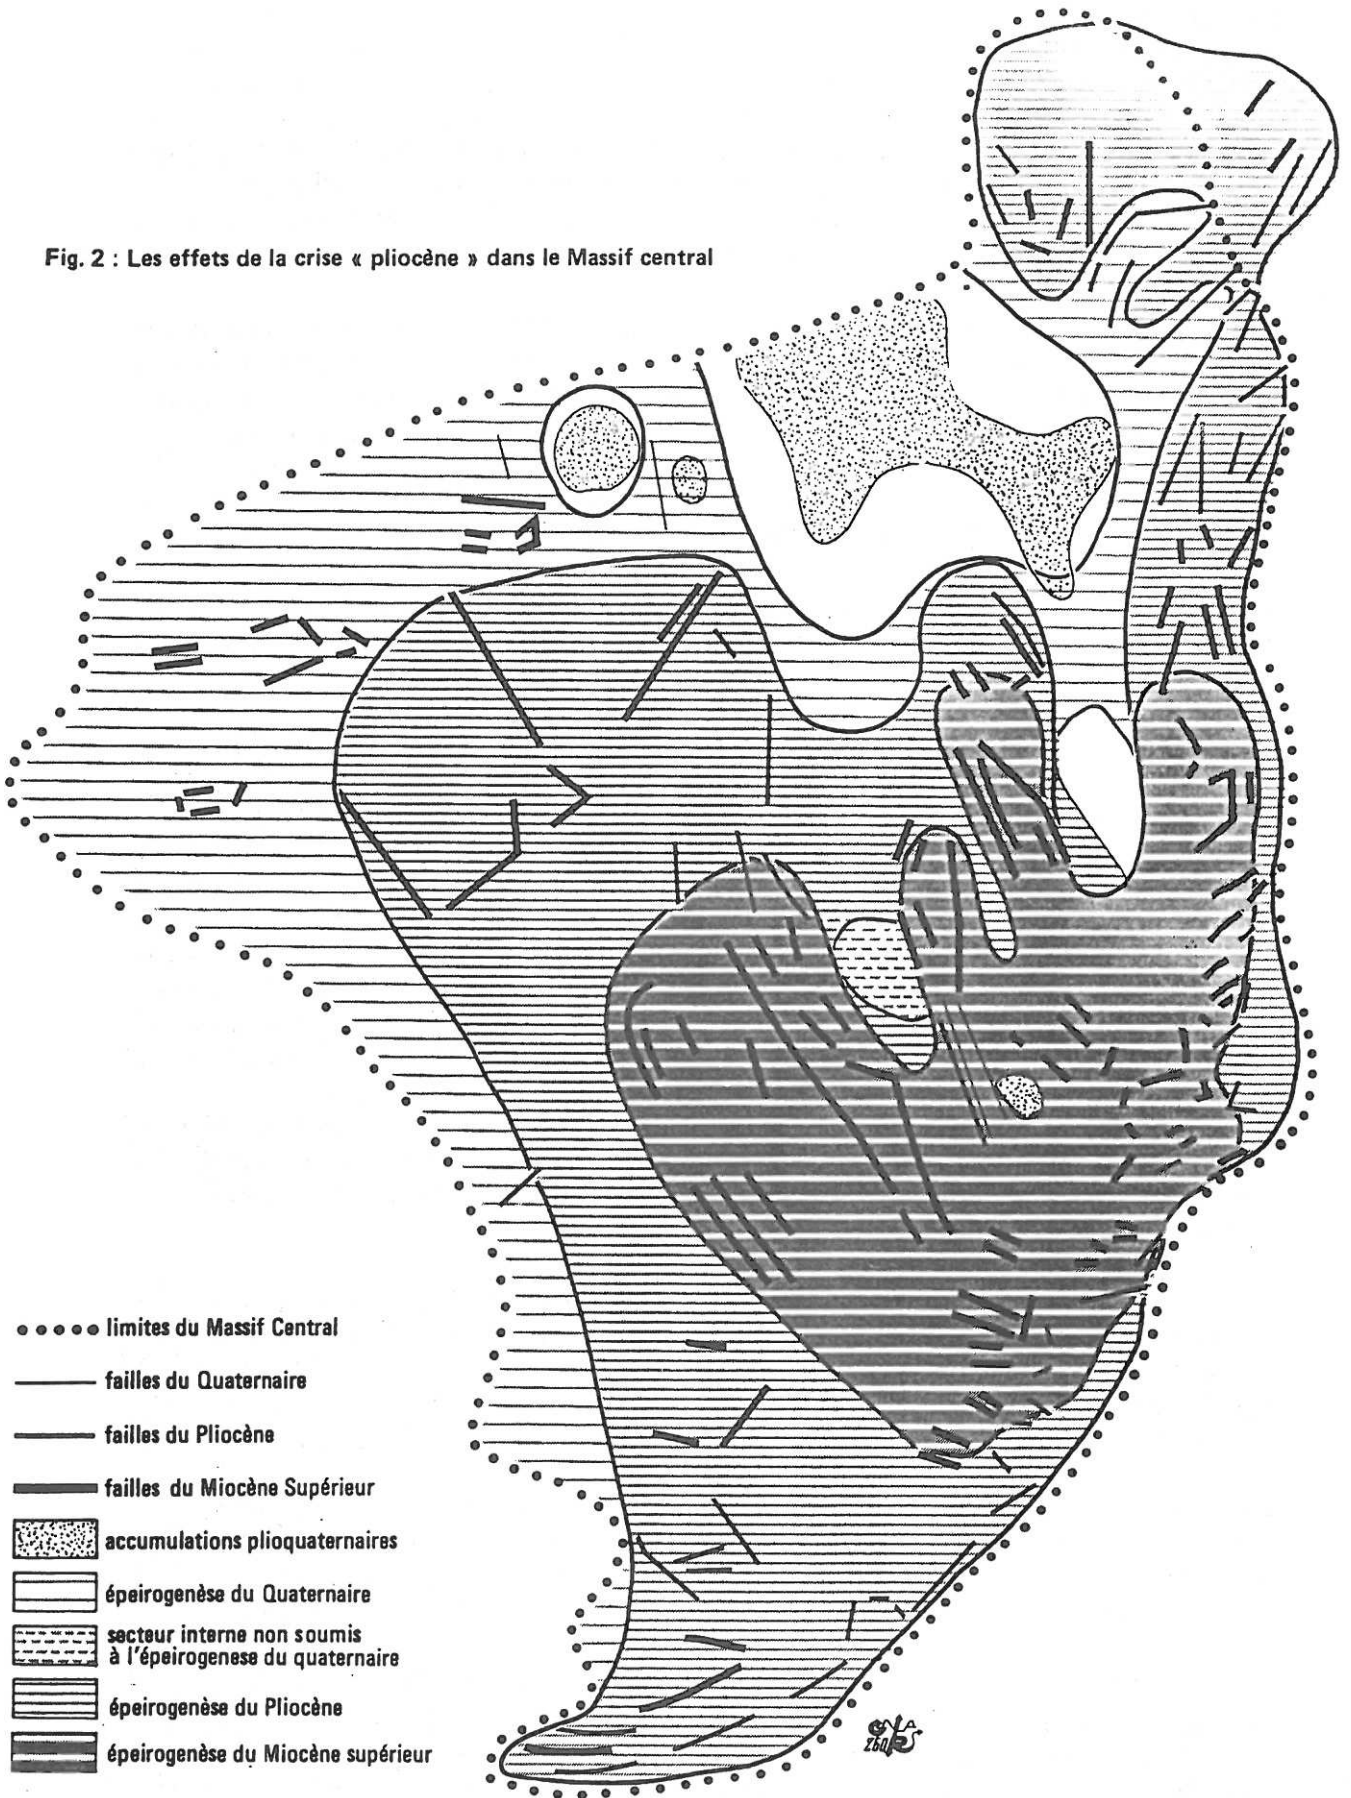 Fig. 2 : Les effets de la crise « pliocène » dans le Massif central
limites du Massif Central
failles du Quaternaire
failles du Pliocène
failles du Miocène Supérieur
accumulations plioquaternaires
épeirogenèse du Quaternaire
secteur interne non soumis
à l'épeirogenese du quaternaire
épeirogenèse du Pliocène
épeirogenèse du Miocène supérieur